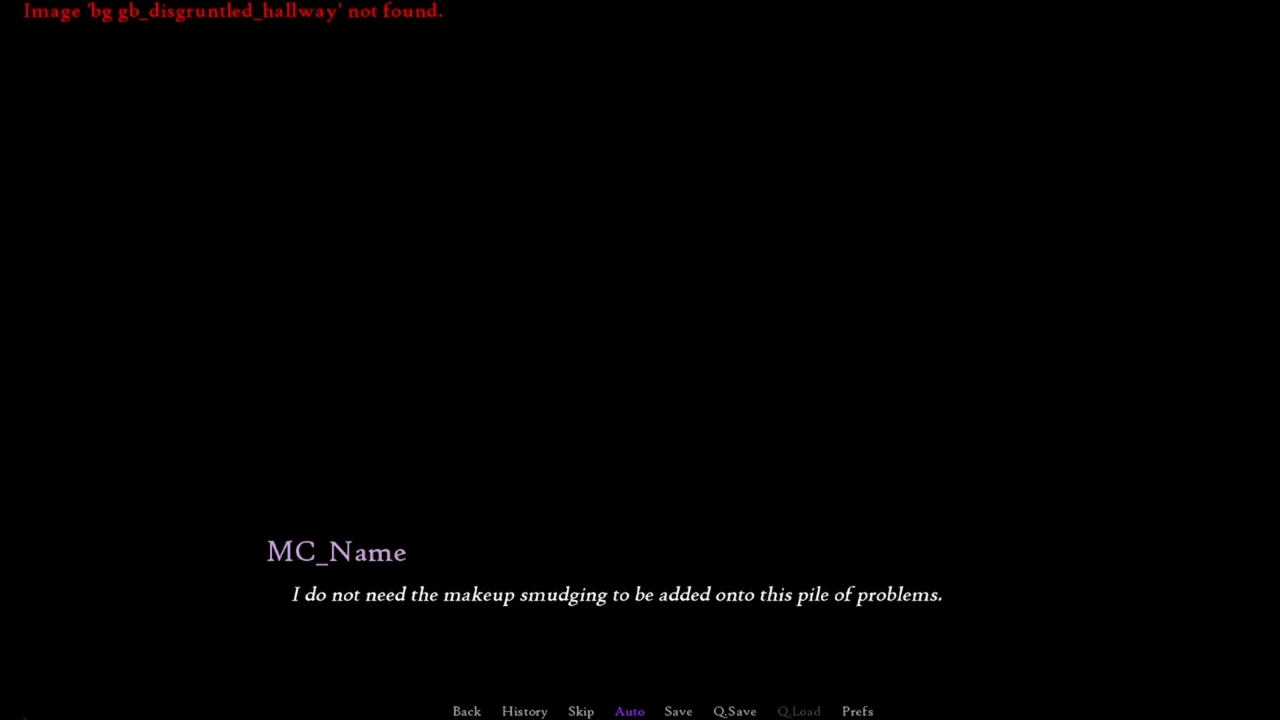 Image 'bg gb_disgruntled_hallway' not found.
MC_Name
I do not need the makeup smudging to be added onto this pile of problems.
Back History Skip Auto Save Q.Save Q.Load Prefs